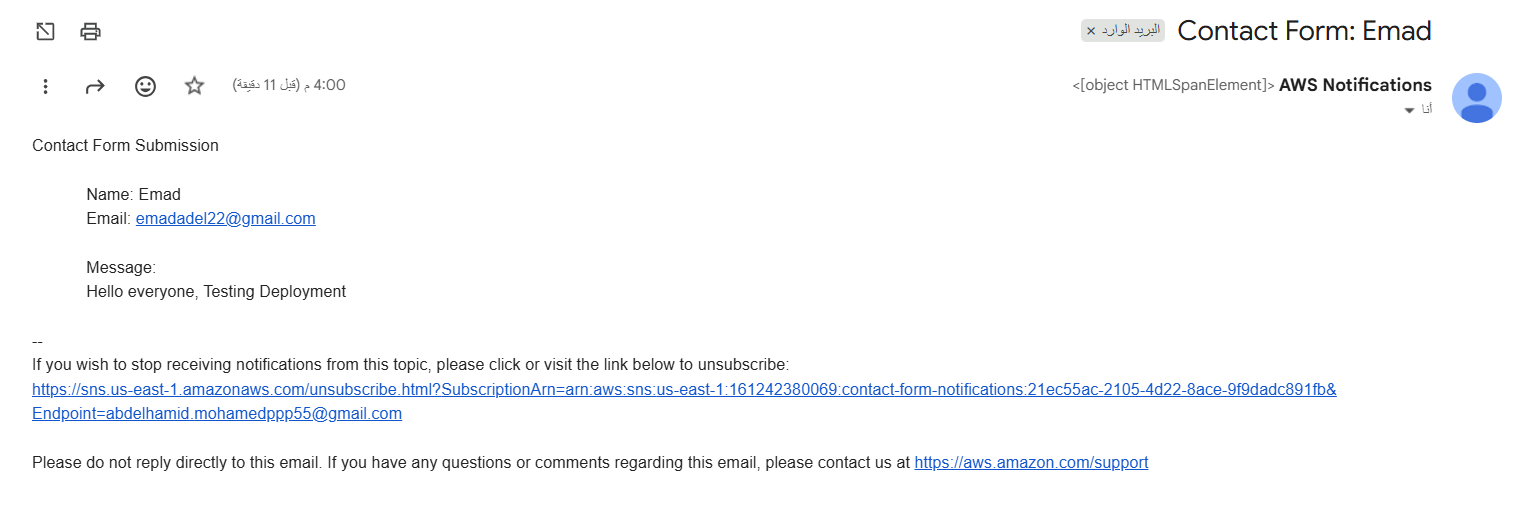 Contact Form: Emad
البريد الوارد ×
AWS Notifications <[object HTMLSpanElement]>
4:00 م (قبل 11 دقيقة)
أنا
Contact Form Submission
Name: Emad
Email: emadadel22@gmail.com
Message:
Hello everyone, Testing Deployment
--
If you wish to stop receiving notifications from this topic, please click or visit the link below to unsubscribe:
https://sns.us-east-1.amazonaws.com/unsubscribe.html?SubscriptionArn=arn:aws:sns:us-east-1:161242380069:contact-form-notifications:21ec55ac-2105-4d22-8ace-9f9dadc891fb&
Endpoint=abdelhamid.mohamedppp55@gmail.com
Please do not reply directly to this email. If you have any questions or comments regarding this email, please contact us at https://aws.amazon.com/support